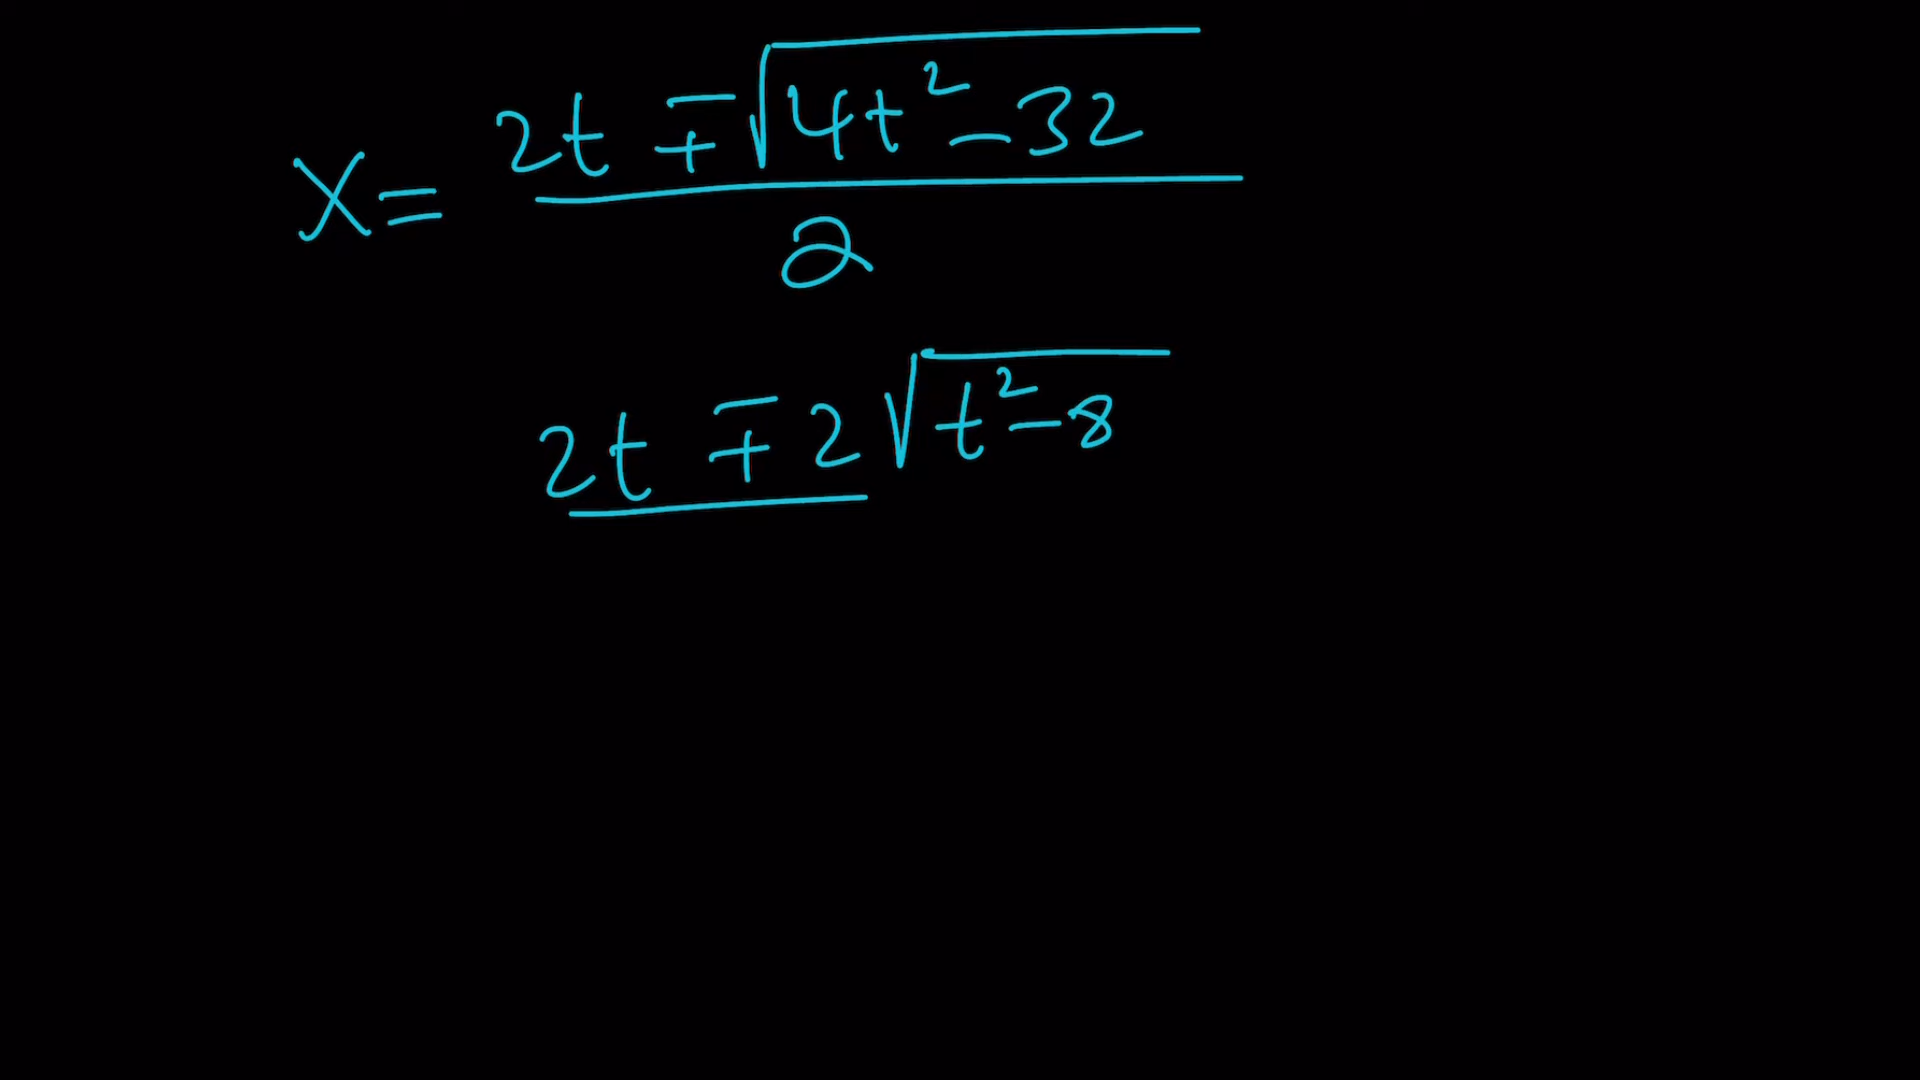 X = 2t ∓ √(4t² - 32)
2
2t ∓ 2√(t² - 8)